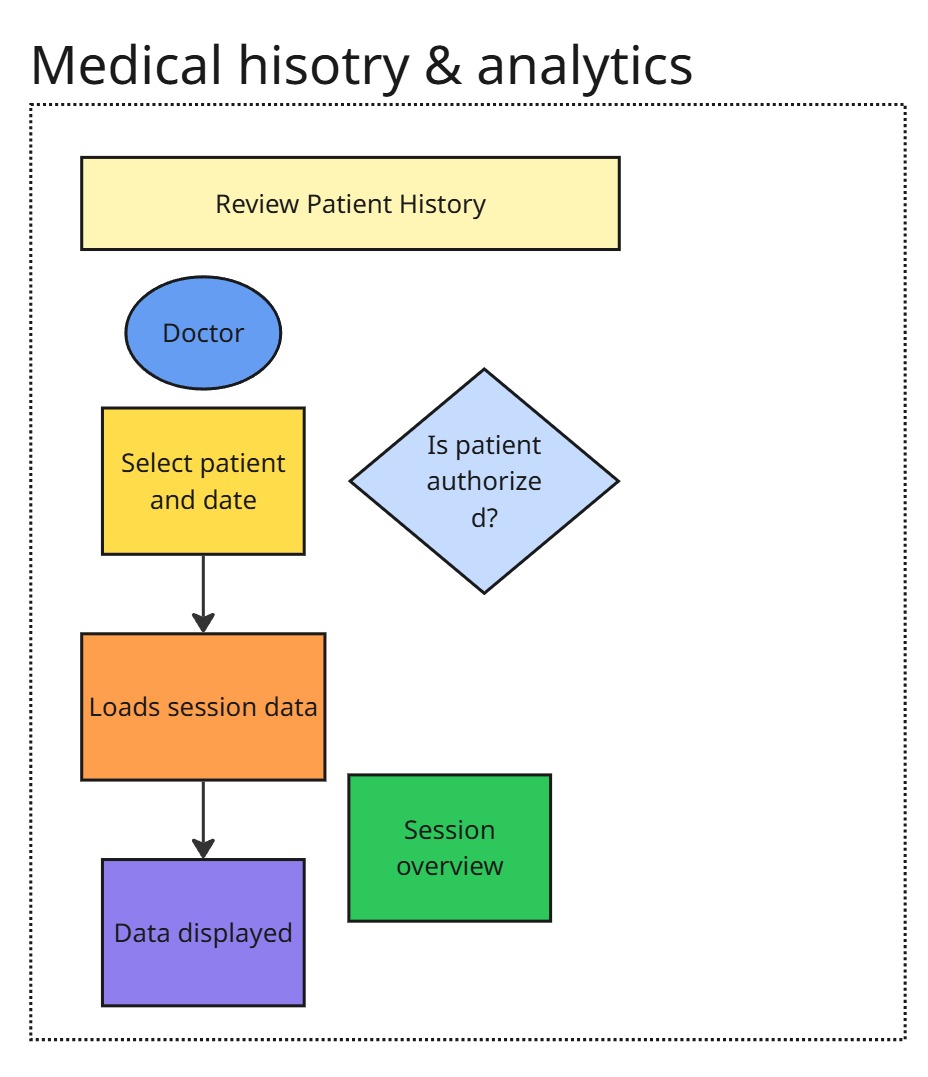 Medical hisotry & analytics
Review Patient History
Doctor
Select patient
and date
Is patient
authorize
d?
Loads session data
Session
overview
Data displayed